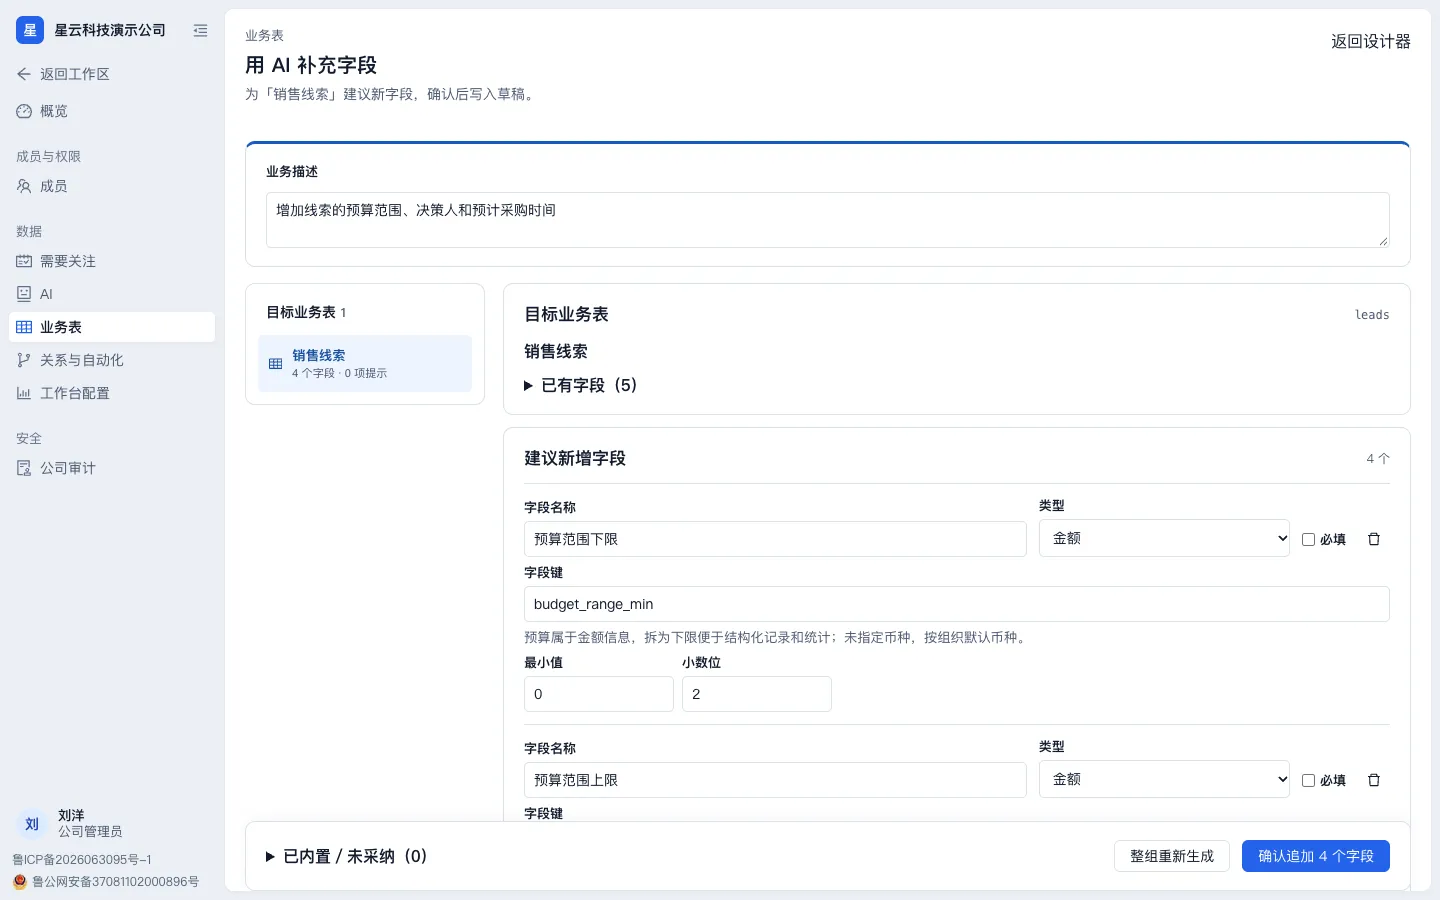 星 星云科技演示公司
返回工作区
概览
成员与权限
成员
数据
需要关注
AI
业务表
关系与自动化
工作台配置
安全
公司审计
刘
刘洋
公司管理员
鲁ICP备2026063095号-1
鲁公网安备37081102000896号
业务表
用 AI 补充字段
为「销售线索」建议新字段，确认后写入草稿。
返回设计器
业务描述
增加线索的预算范围、决策人和预计采购时间
目标业务表 1
销售线索
4 个字段 · 0 项提示
目标业务表
leads
销售线索
已有字段（5）
建议新增字段
4 个
字段名称
类型
预算范围下限
金额
必填
字段键
budget_range_min
预算属于金额信息，拆为下限便于结构化记录和统计；未指定币种，按组织默认币种。
最小值
小数位
0
2
字段名称
类型
预算范围上限
金额
必填
字段键
已内置 / 未采纳（0）
整组重新生成
确认追加 4 个字段